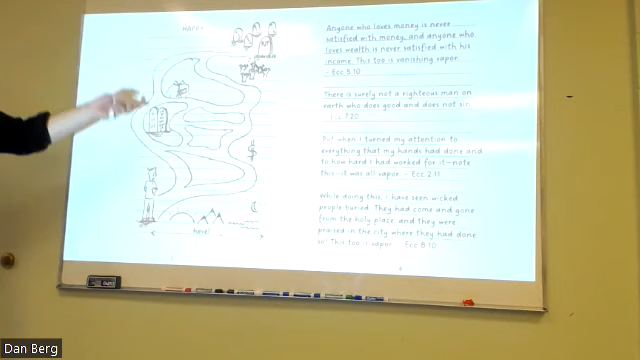 HAPPY
hevel
Anyone who loves money is never
satisfied with money, and anyone who
loves wealth is never satisfied with his
income. This too is vanishing vapor.
- Ecc 5:10
There is surely not a righteous man on
earth who does good and does not sin.
Ecc 7:20
But when I turned my attention to
everything that my hands had done and
to how hard I had worked for it-note
this-it was all vapor. - Ecc 2:11
While doing this, I have seen wicked
people buried. They had come and gone
from the holy place, and they were
praised in the city where they had done
so. This too is vapor. Ecc 8:10
Dan Berg